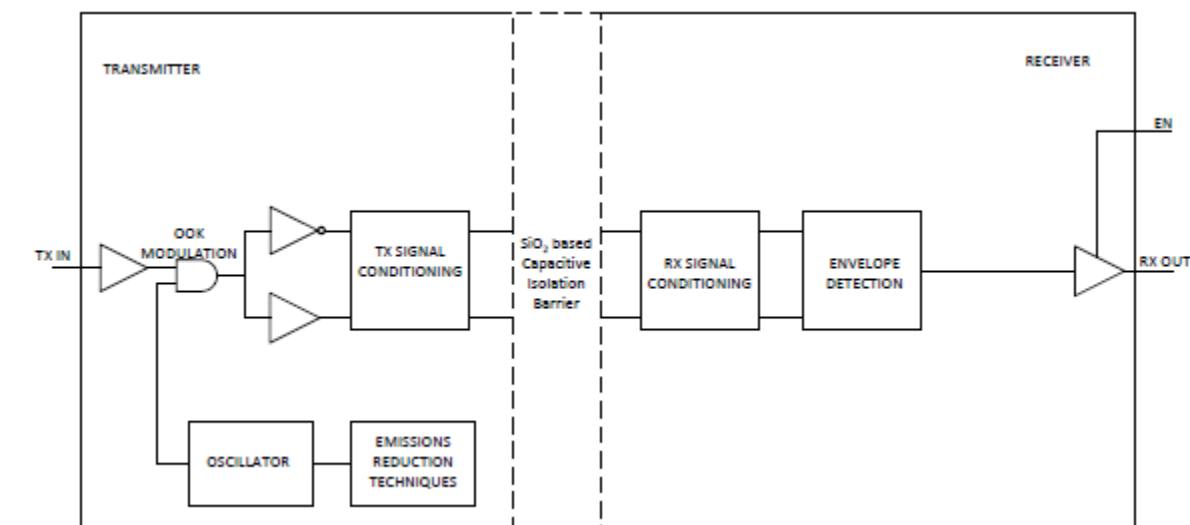 TRANSMITTER
RECEIVER
EN
OOK
MODULATION
TX IN
TX SIGNAL
CONDITIONING
SiO₂ based
Capacitive
Isolation
Barrier
RX SIGNAL
CONDITIONING
ENVELOPE
DETECTION
RX OUT
OSCILLATOR
EMISSIONS
REDUCTION
TECHNIQUES